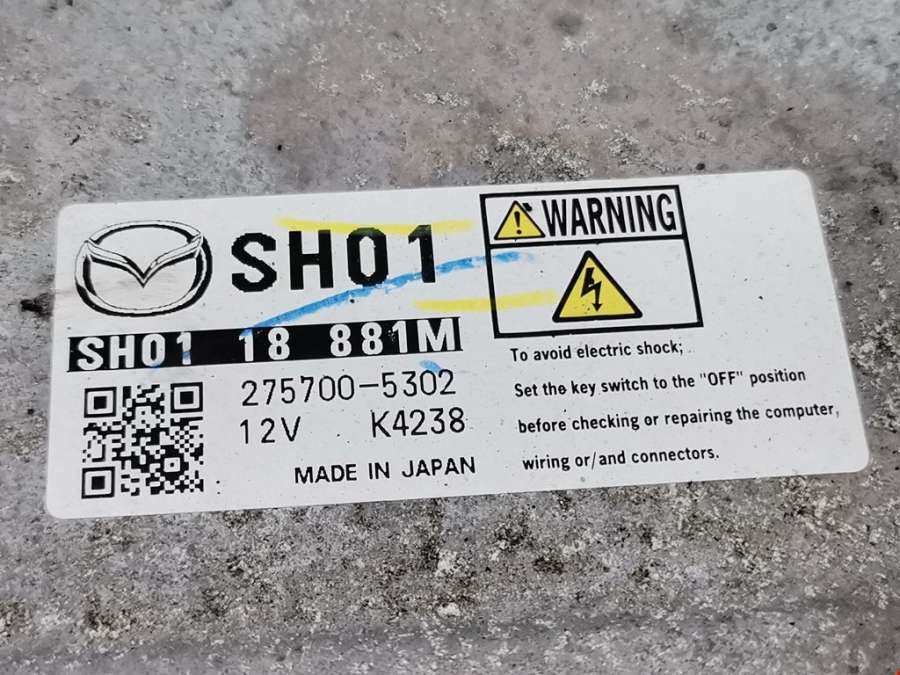 SH01
SH01 18 881M
275700-5302
12V K4238
MADE IN JAPAN
WARNING
To avoid electric shock;
Set the key switch to the "OFF" position
before checking or repairing the computer,
wiring or/and connectors.